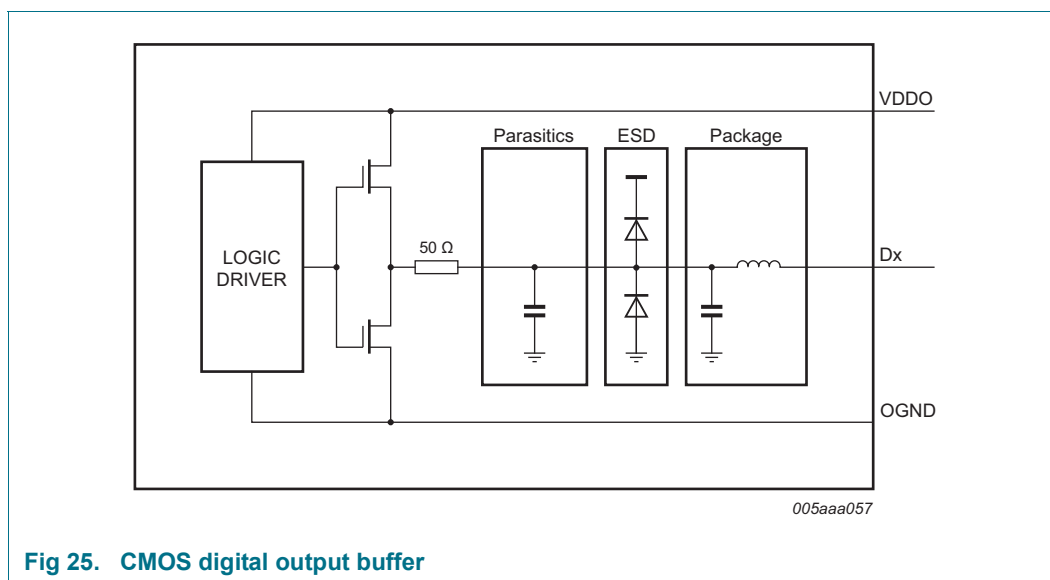 VDDO
Parasitics
ESD
Package
50 Ω
LOGIC
DRIVER
Dx
OGND
005aaa057
Fig 25. CMOS digital output buffer